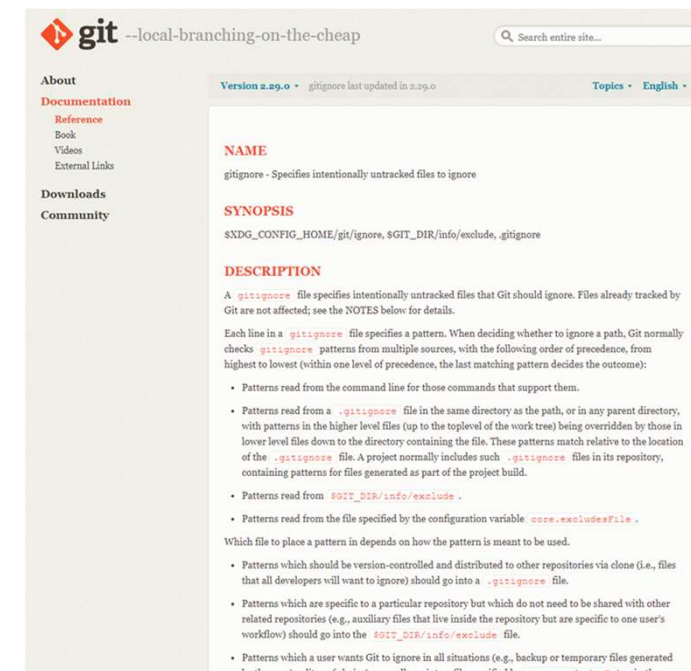 git --local-branching-on-the-cheap
Search entire site...
About
Documentation
Reference
Book
Videos
External Links
Downloads
Community
Version 2.29.0 ▾ gitignore last updated in 2.29.0
Topics ▾ English ▾
NAME
gitignore - Specifies intentionally untracked files to ignore
SYNOPSIS
$XDG_CONFIG_HOME/git/ignore, $GIT_DIR/info/exclude, .gitignore
DESCRIPTION
A gitignore file specifies intentionally untracked files that Git should ignore. Files already tracked by
Git are not affected; see the NOTES below for details.
Each line in a gitignore file specifies a pattern. When deciding whether to ignore a path, Git normally
checks gitignore patterns from multiple sources, with the following order of precedence, from
highest to lowest (within one level of precedence, the last matching pattern decides the outcome):
• Patterns read from the command line for those commands that support them.
• Patterns read from a .gitignore file in the same directory as the path, or in any parent directory,
with patterns in the higher level files (up to the toplevel of the work tree) being overridden by those in
lower level files down to the directory containing the file. These patterns match relative to the location
of the .gitignore file. A project normally includes such .gitignore files in its repository,
containing patterns for files generated as part of the project build.
• Patterns read from $GIT_DIR/info/exclude .
• Patterns read from the file specified by the configuration variable core.excludesFile .
Which file to place a pattern in depends on how the pattern is meant to be used.
• Patterns which should be version-controlled and distributed to other repositories via clone (i.e., files
that all developers will want to ignore) should go into a .gitignore file.
• Patterns which are specific to a particular repository but which do not need to be shared with other
related repositories (e.g., auxiliary files that live inside the repository but are specific to one user's
workflow) should go into the $GIT_DIR/info/exclude file.
• Patterns which a user wants Git to ignore in all situations (e.g., backup or temporary files generated